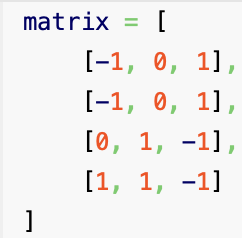 matrix = [
    [-1, 0, 1],
    [-1, 0, 1],
    [0, 1, -1],
    [1, 1, -1]
]